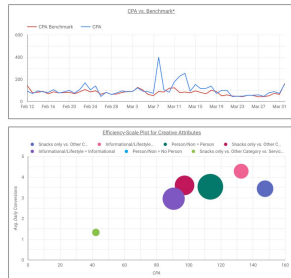 CPA vs. Benchmark*
CPA Benchmark CPA
600
400
200
0
Feb 12 Feb 16 Feb 20 Feb 24 Feb 28 Mar 3 Mar 7 Mar 11 Mar 15 Mar 19 Mar 23 Mar 27 Mar 31
Efficiency-Scale Plot for Creative Attributes
Snacks only vs. Other C... Informational/Lifestyle = ... Person/Non = Person Snacks only vs. Other C...
Informational/Lifestyle = Informational Person/Non = No Person Snacks only vs. Other Category vs. Servic...
Avg. Daily Conversions
5
4
3
2
1
0
0 20 40 60 80 100 120 140 160
CPA